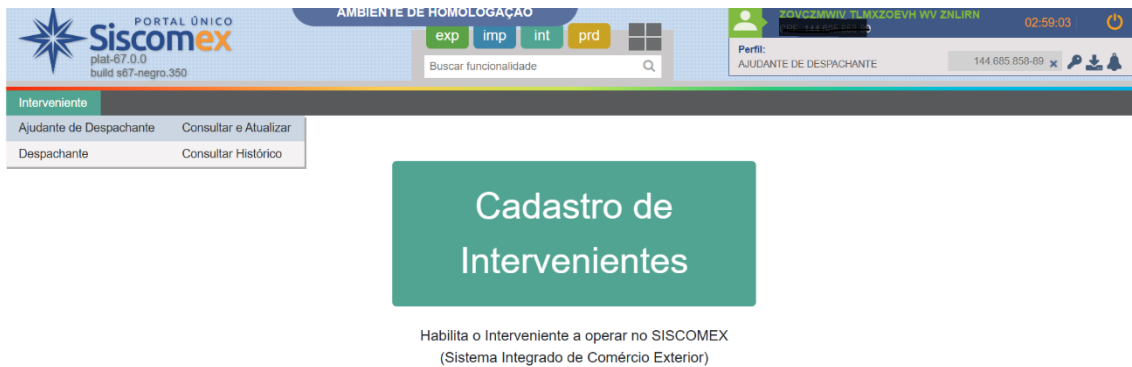 PORTAL ÚNICO
Siscomex
plat-67.0.0
build s67-negro.350
AMBIENTE DE HOMOLOGAÇÃO
exp imp int prd
Buscar funcionalidade
ZOVCZMWIV TLMXZOEVH WV ZNLIRN
02:59:03
Perfil:
AJUDANTE DE DESPACHANTE
144.685.858-89 x
Interveniente
Ajudante de Despachante Consultar e Atualizar
Despachante Consultar Histórico
Cadastro de
Intervenientes
Habilita o Interveniente a operar no SISCOMEX
(Sistema Integrado de Comércio Exterior)